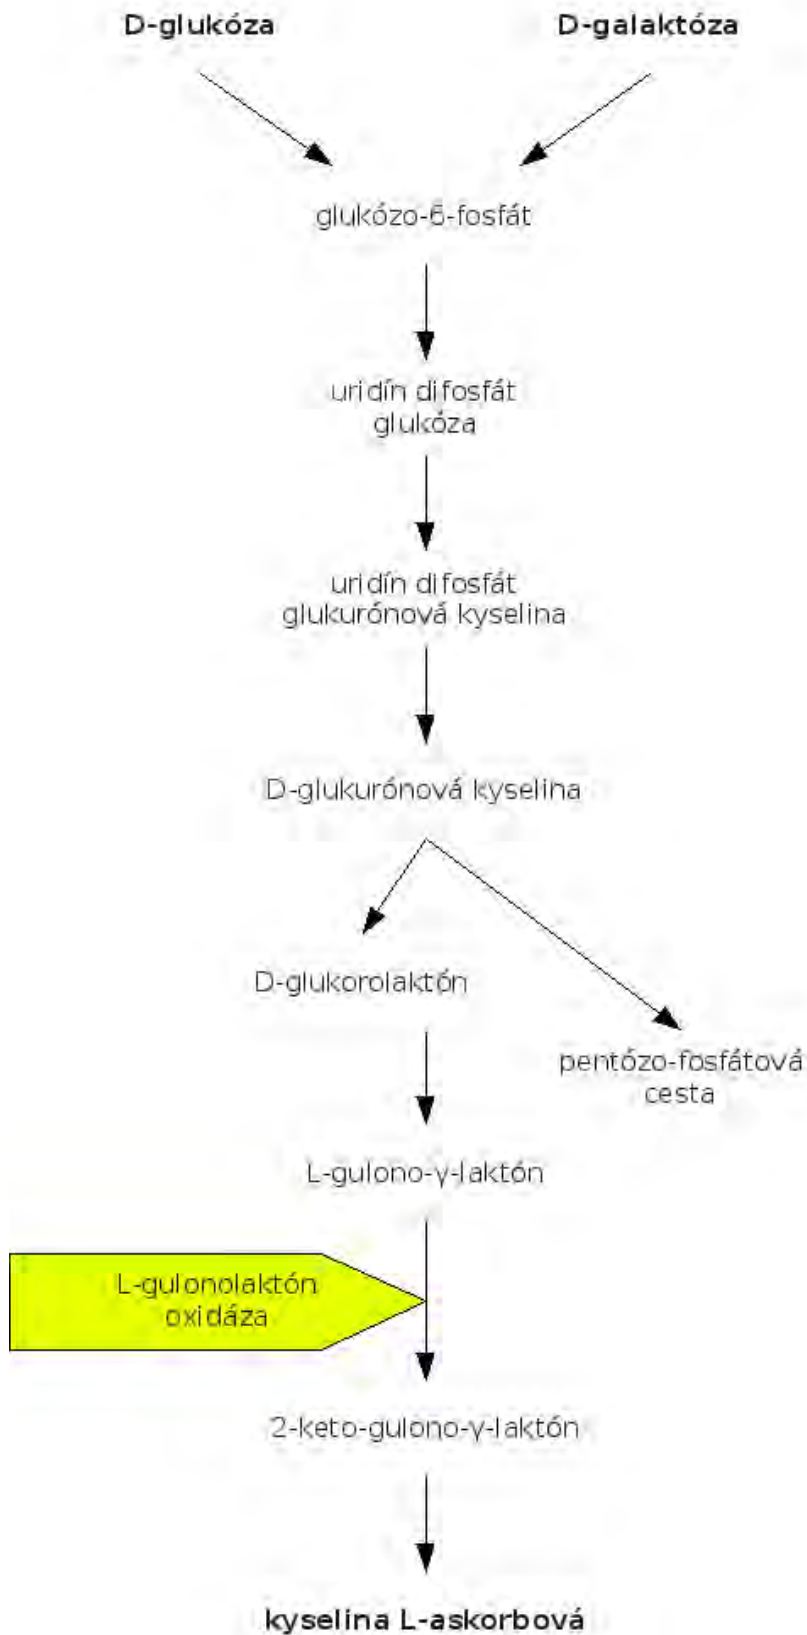 D-glukóza
D-galaktóza
glukózo-6-fosfát
uridín difosfát
glukóza
uridín difosfát
glukurónová kyselina
D-glukurónová kyselina
D-glukorolaktón
pentózo-fosfátová
cesta
L-gulono-γ-laktón
L-gulonolaktón
oxidáza
2-keto-gulono-γ-laktón
kyselina L-askorbová